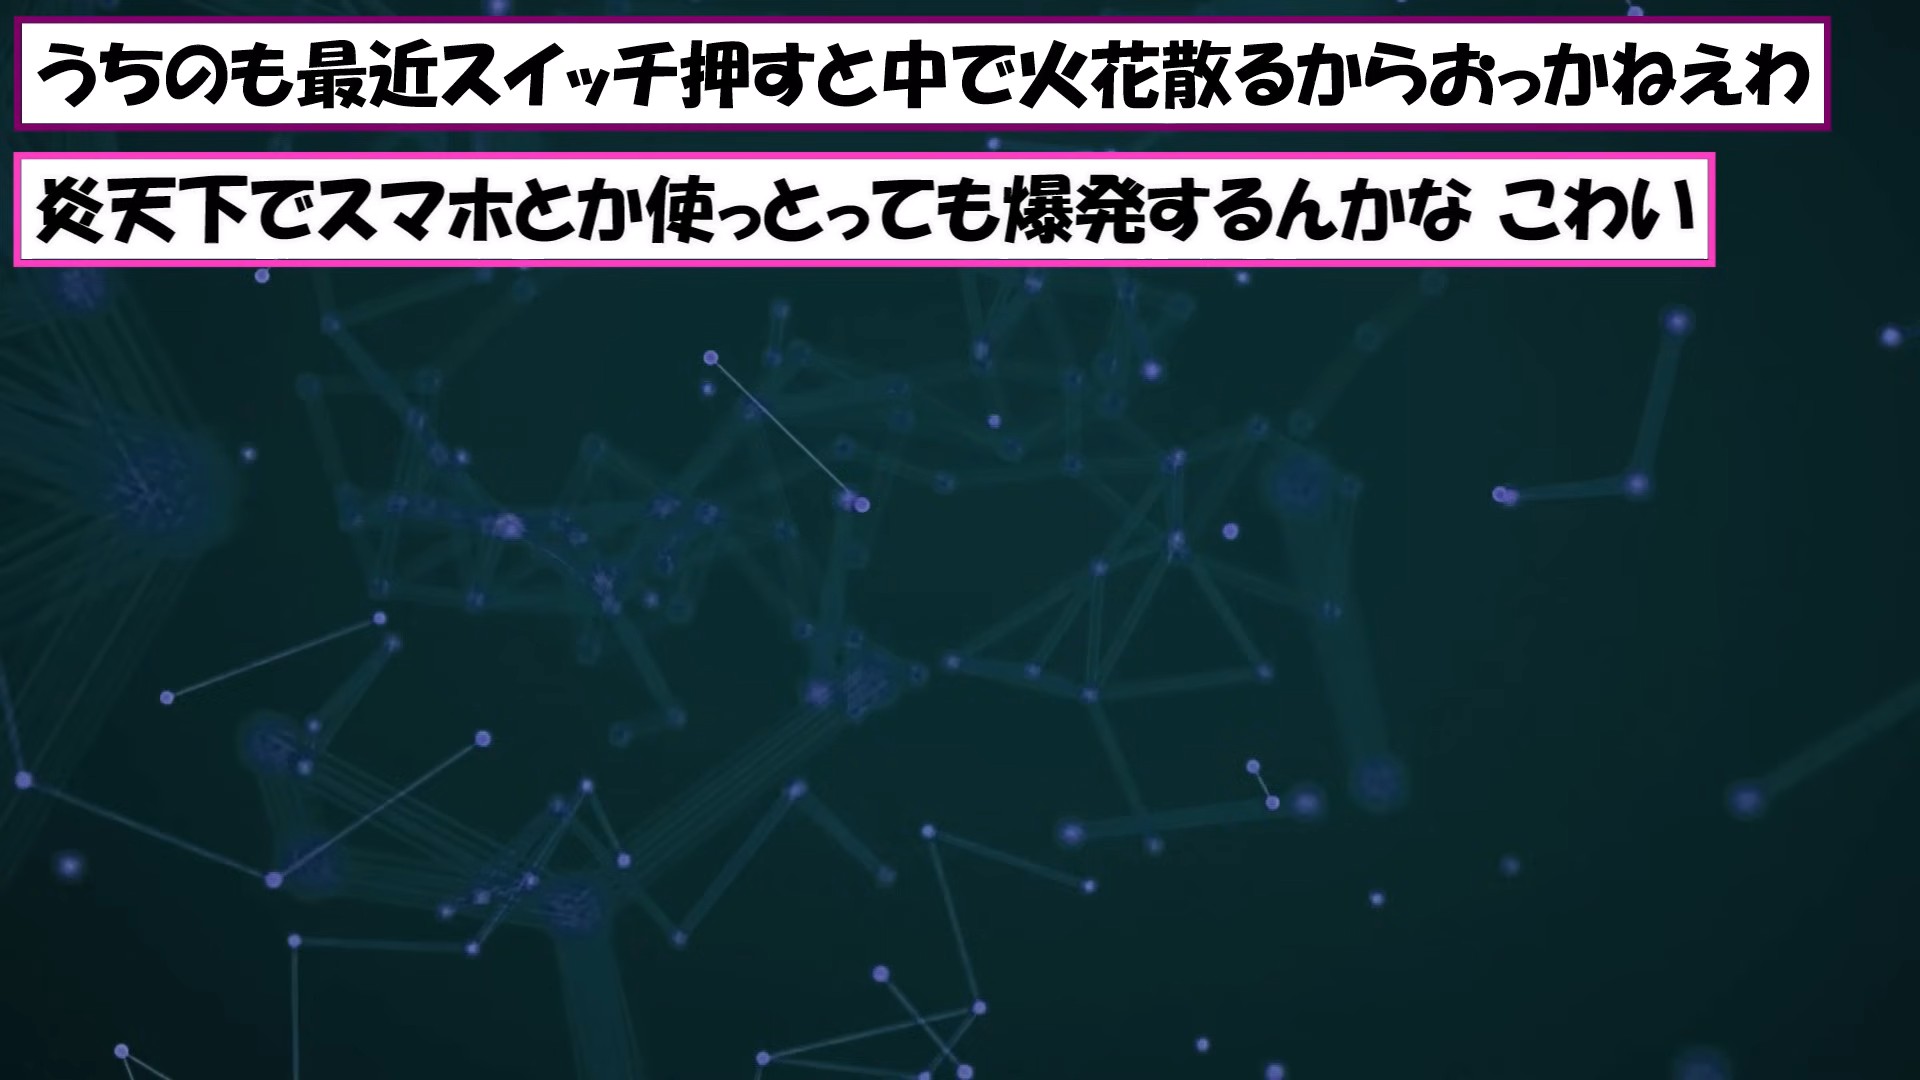 うちのも最近スイッチ押すと中で火花散るからおっかねえわ
炎天下でスマホとか使っとっても爆発するんかな こわい